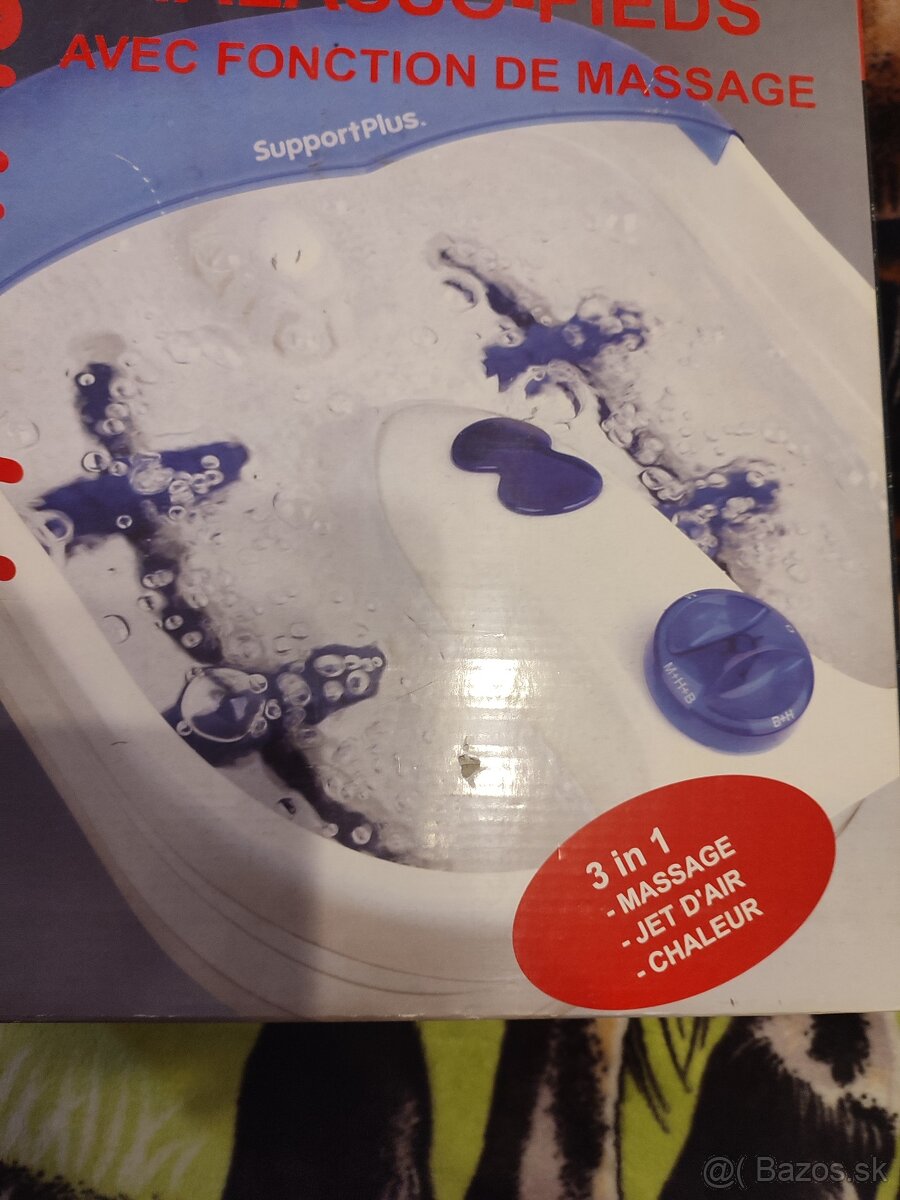 AVEC FONCTION DE MASSAGE
SupportPlus.
M+H+B
B+H
3 in 1
- MASSAGE
- JET D'AIR
- CHALEUR
@( Bazos.sk